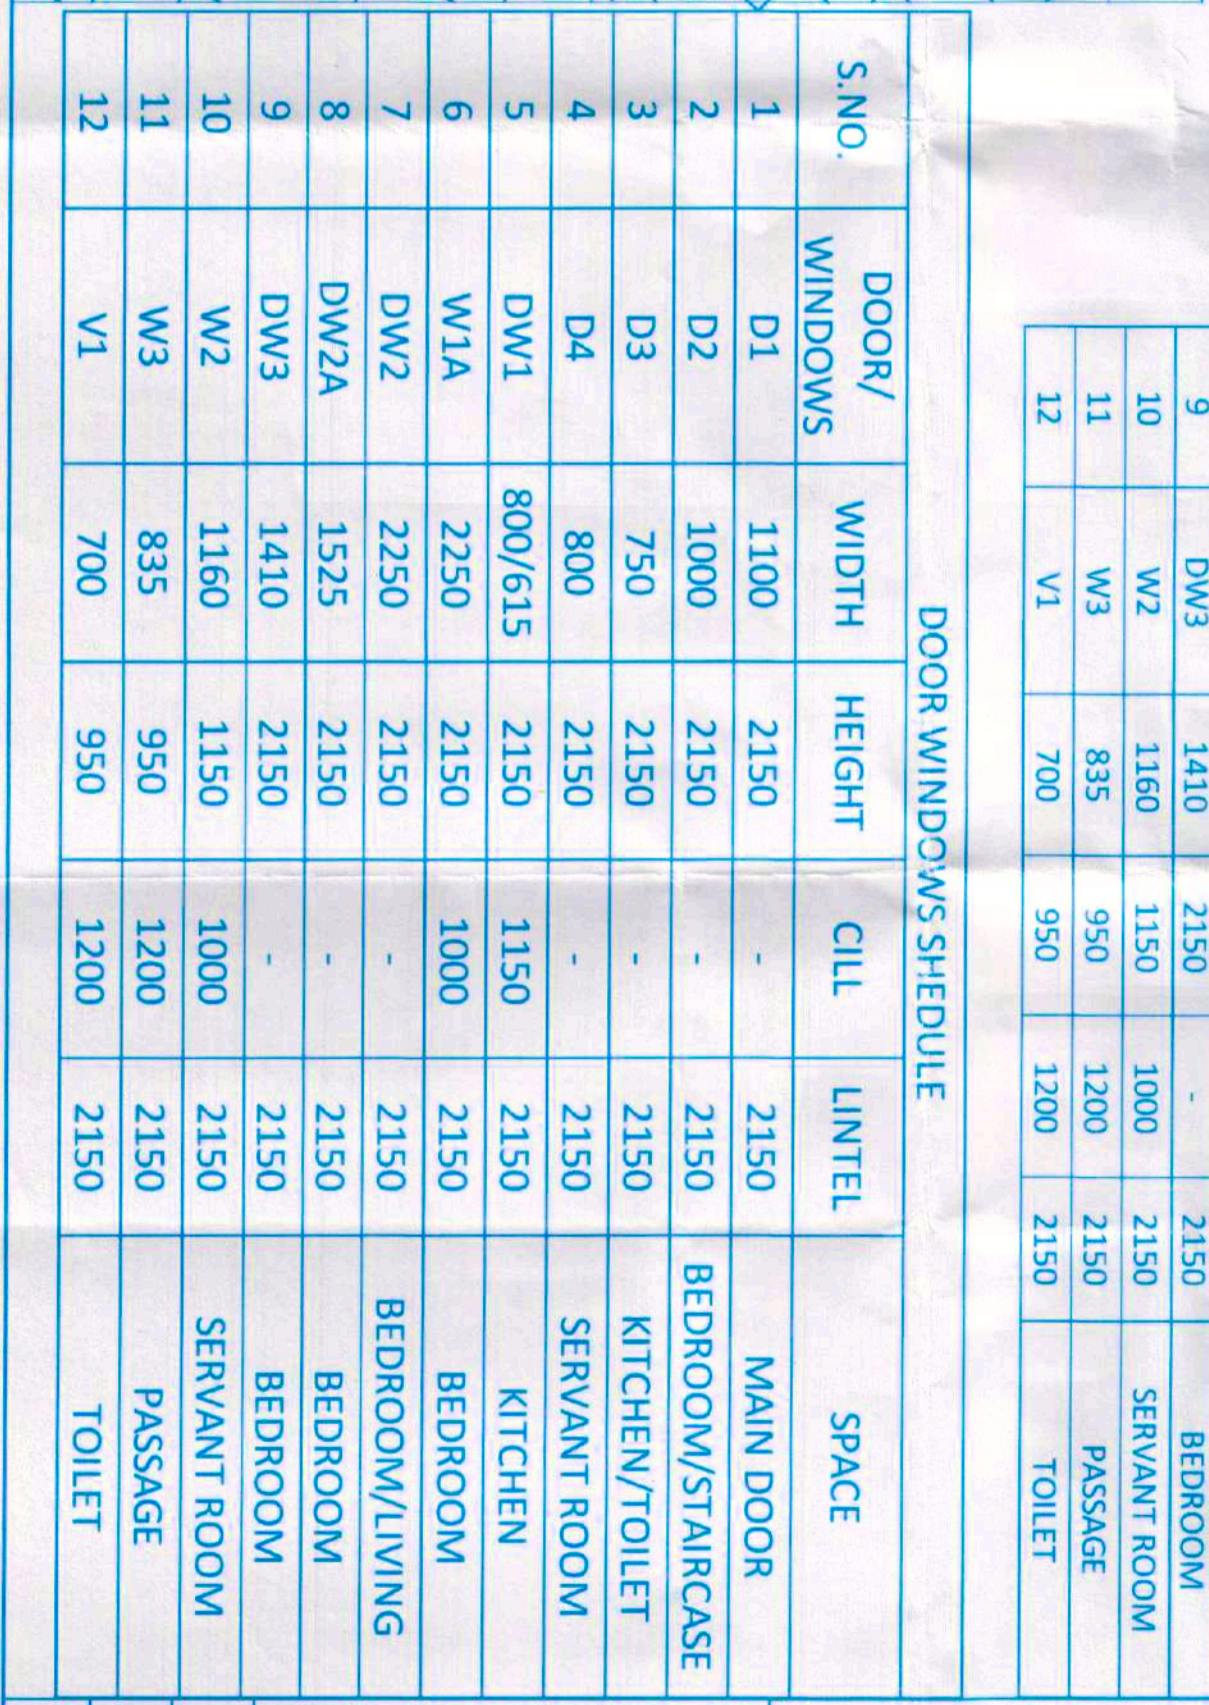 9 DW3 1410 2150 - 2150 BEDROOM
10 W2 1160 1150 1000 2150 SERVANT ROOM
11 W3 835 950 1200 2150 PASSAGE
12 V1 700 950 1200 2150 TOILET
DOOR WINDOWS SHEDULE
S.NO. DOOR/ WINDOWS WIDTH HEIGHT CILL LINTEL SPACE
1 D1 1100 2150 - 2150 MAIN DOOR
2 D2 1000 2150 - 2150 BEDROOM/STAIRCASE
3 D3 750 2150 - 2150 KITCHEN/TOILET
4 D4 800 2150 - 2150 SERVANT ROOM
5 DW1 800/615 2150 1150 2150 KITCHEN
6 W1A 2250 2150 1000 2150 BEDROOM
7 DW2 2250 2150 - 2150 BEDROOM/LIVING
8 DW2A 1525 2150 - 2150 BEDROOM
9 DW3 1410 2150 - 2150 BEDROOM
10 W2 1160 1150 1000 2150 SERVANT ROOM
11 W3 835 950 1200 2150 PASSAGE
12 V1 700 950 1200 2150 TOILET